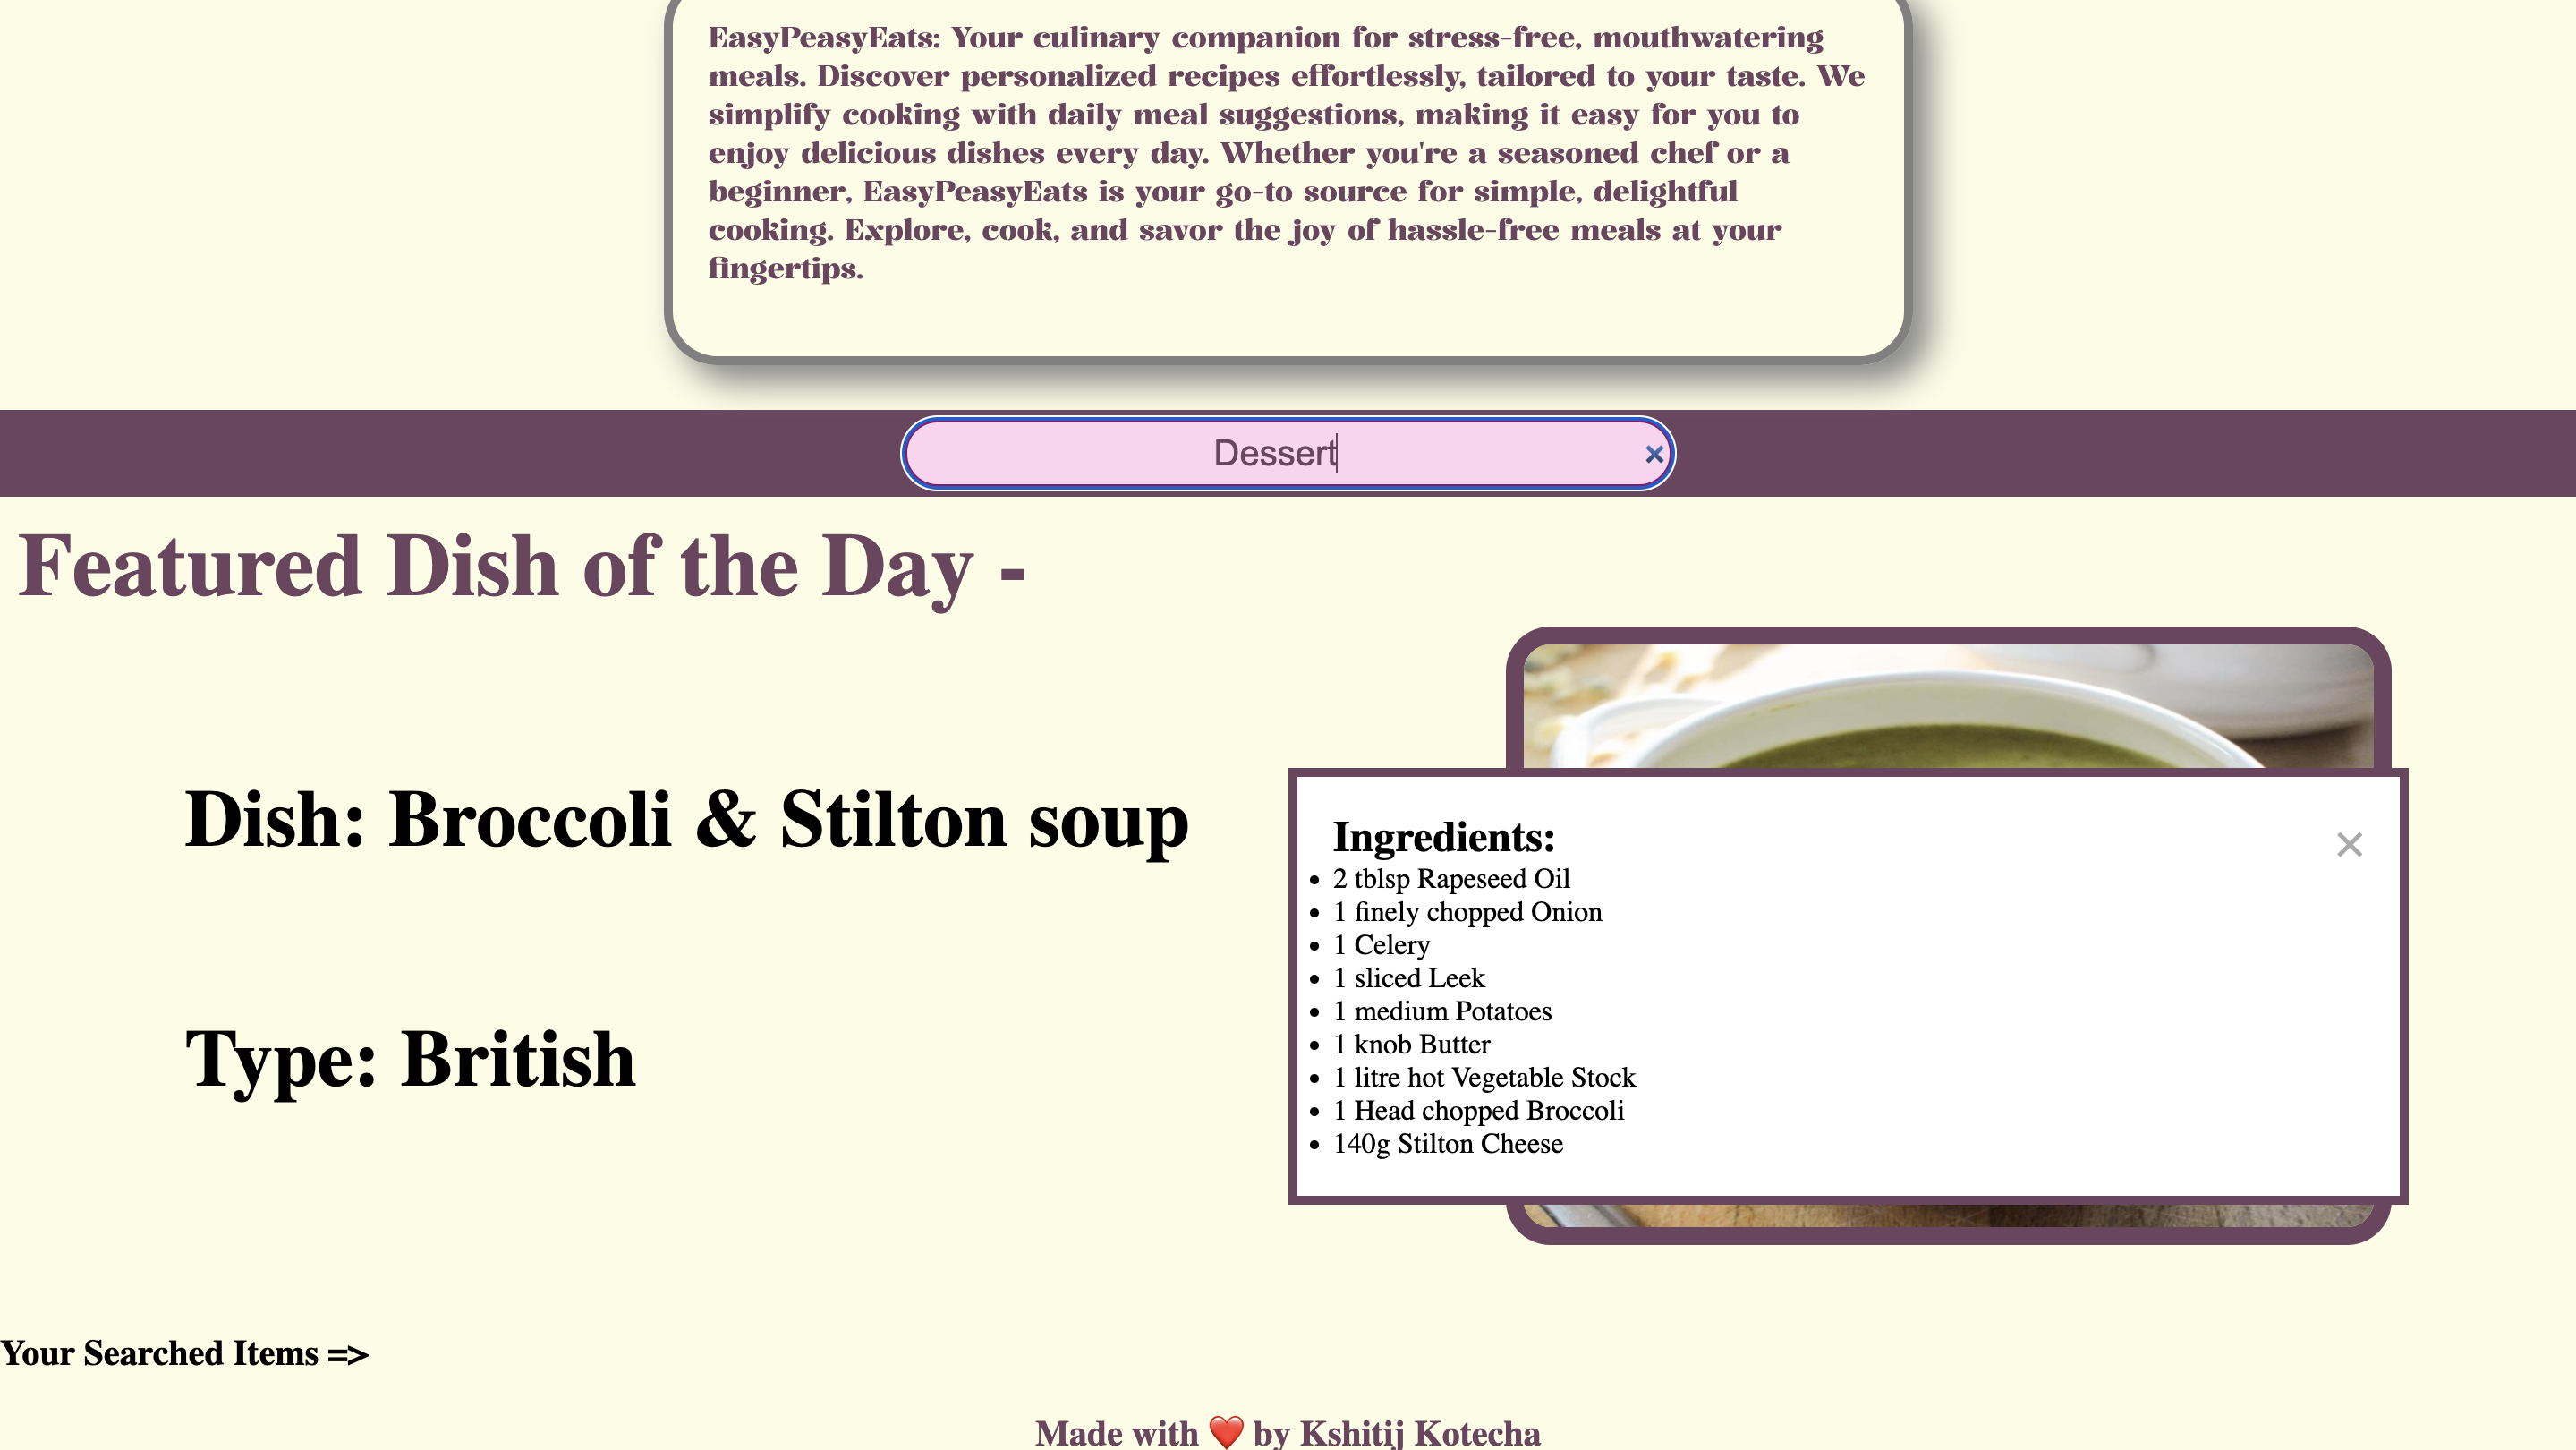 EasyPeasyEats: Your culinary companion for stress-free, mouthwatering
meals. Discover personalized recipes effortlessly, tailored to your taste. We
simplify cooking with daily meal suggestions, making it easy for you to
enjoy delicious dishes every day. Whether you're a seasoned chef or a
beginner, EasyPeasyEats is your go-to source for simple, delightful
cooking. Explore, cook, and savor the joy of hassle-free meals at your
fingertips.
Dessert
Featured Dish of the Day -
Dish: Broccoli & Stilton soup
Type: British
Ingredients:
• 2 tblsp Rapeseed Oil
• 1 finely chopped Onion
• 1 Celery
• 1 sliced Leek
• 1 medium Potatoes
• 1 knob Butter
• 1 litre hot Vegetable Stock
• 1 Head chopped Broccoli
• 140g Stilton Cheese
Your Searched Items =>
Made with ❤️ by Kshitij Kotecha